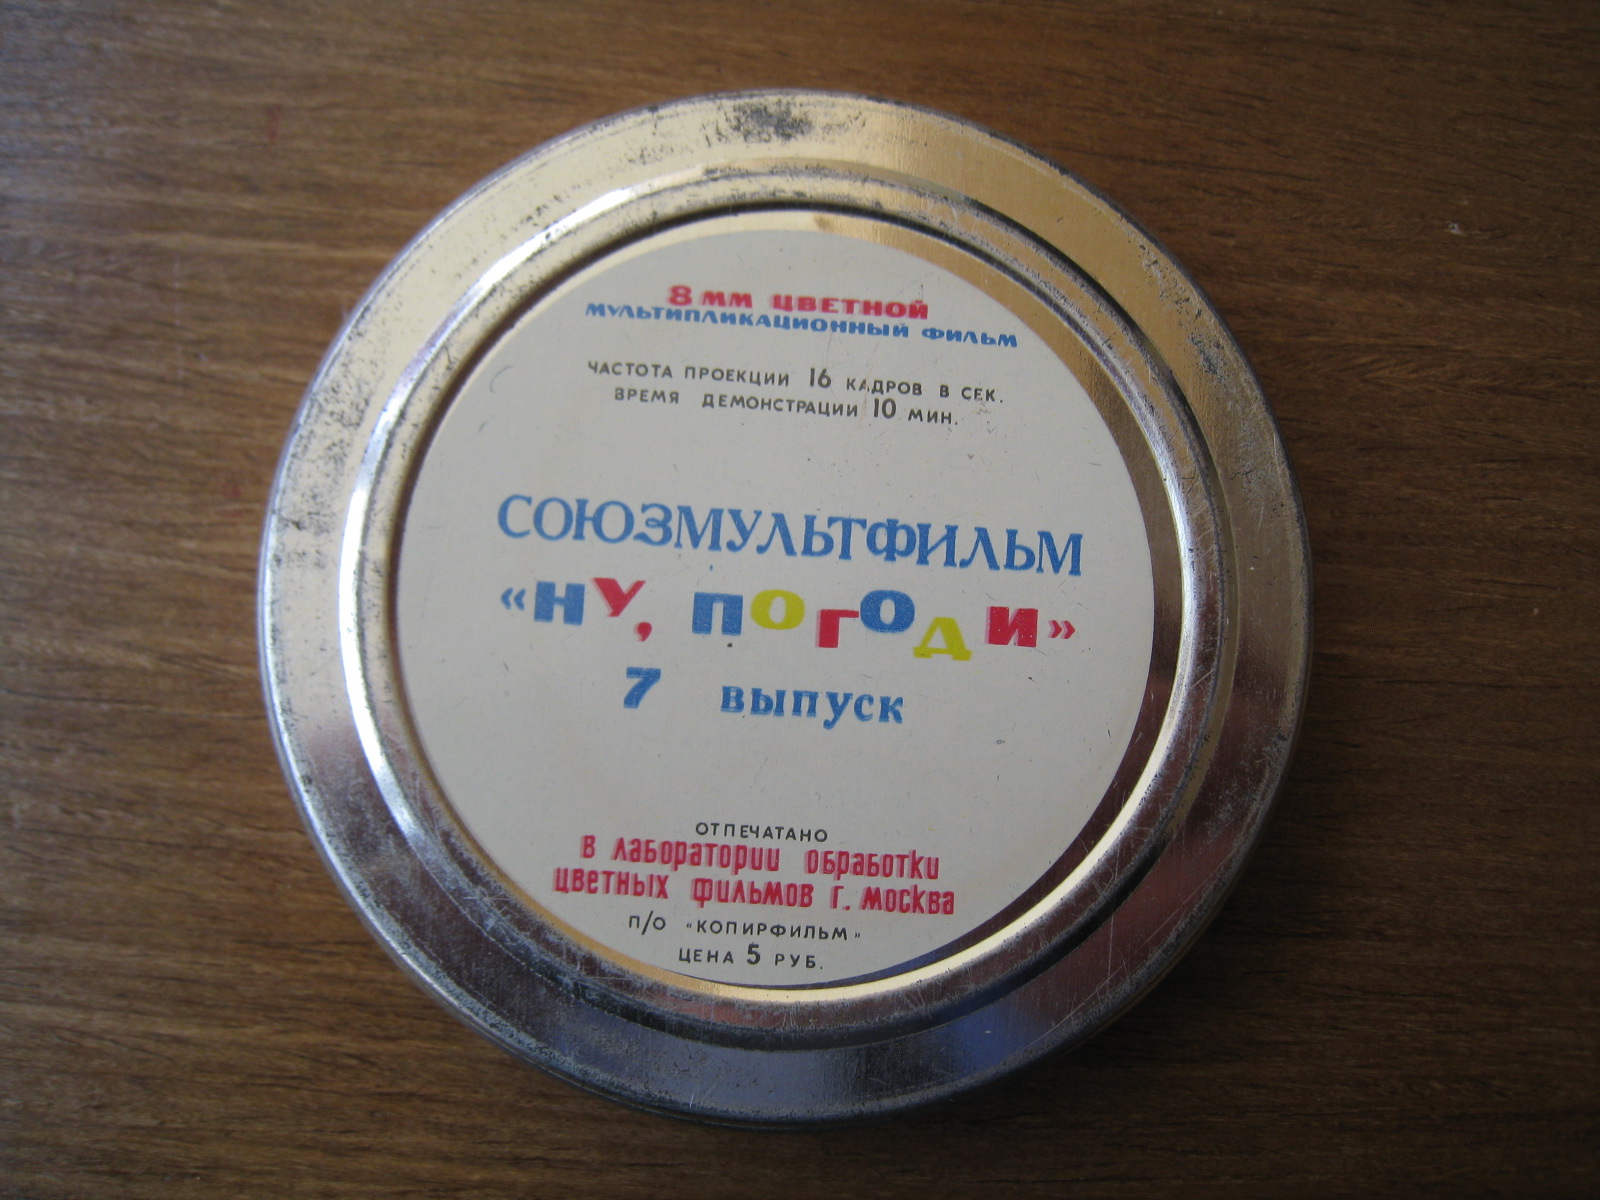 8 мм ЦВЕТНОЙ
МУЛЬТИПЛИКАЦИОННЫЙ ФИЛЬМ
ЧАСТОТА ПРОЕКЦИИ 16 КАДРОВ В СЕК.
ВРЕМЯ ДЕМОНСТРАЦИИ 10 МИН.
СОЮЗМУЛЬТФИЛЬМ
«НУ, ПОГОДИ»
7 выпуск
ОТПЕЧАТАНО
В лаборатории обработки
цветных фильмов г. Москва
П/О «КОПИРФИЛЬМ»
ЦЕНА 5 РУБ.